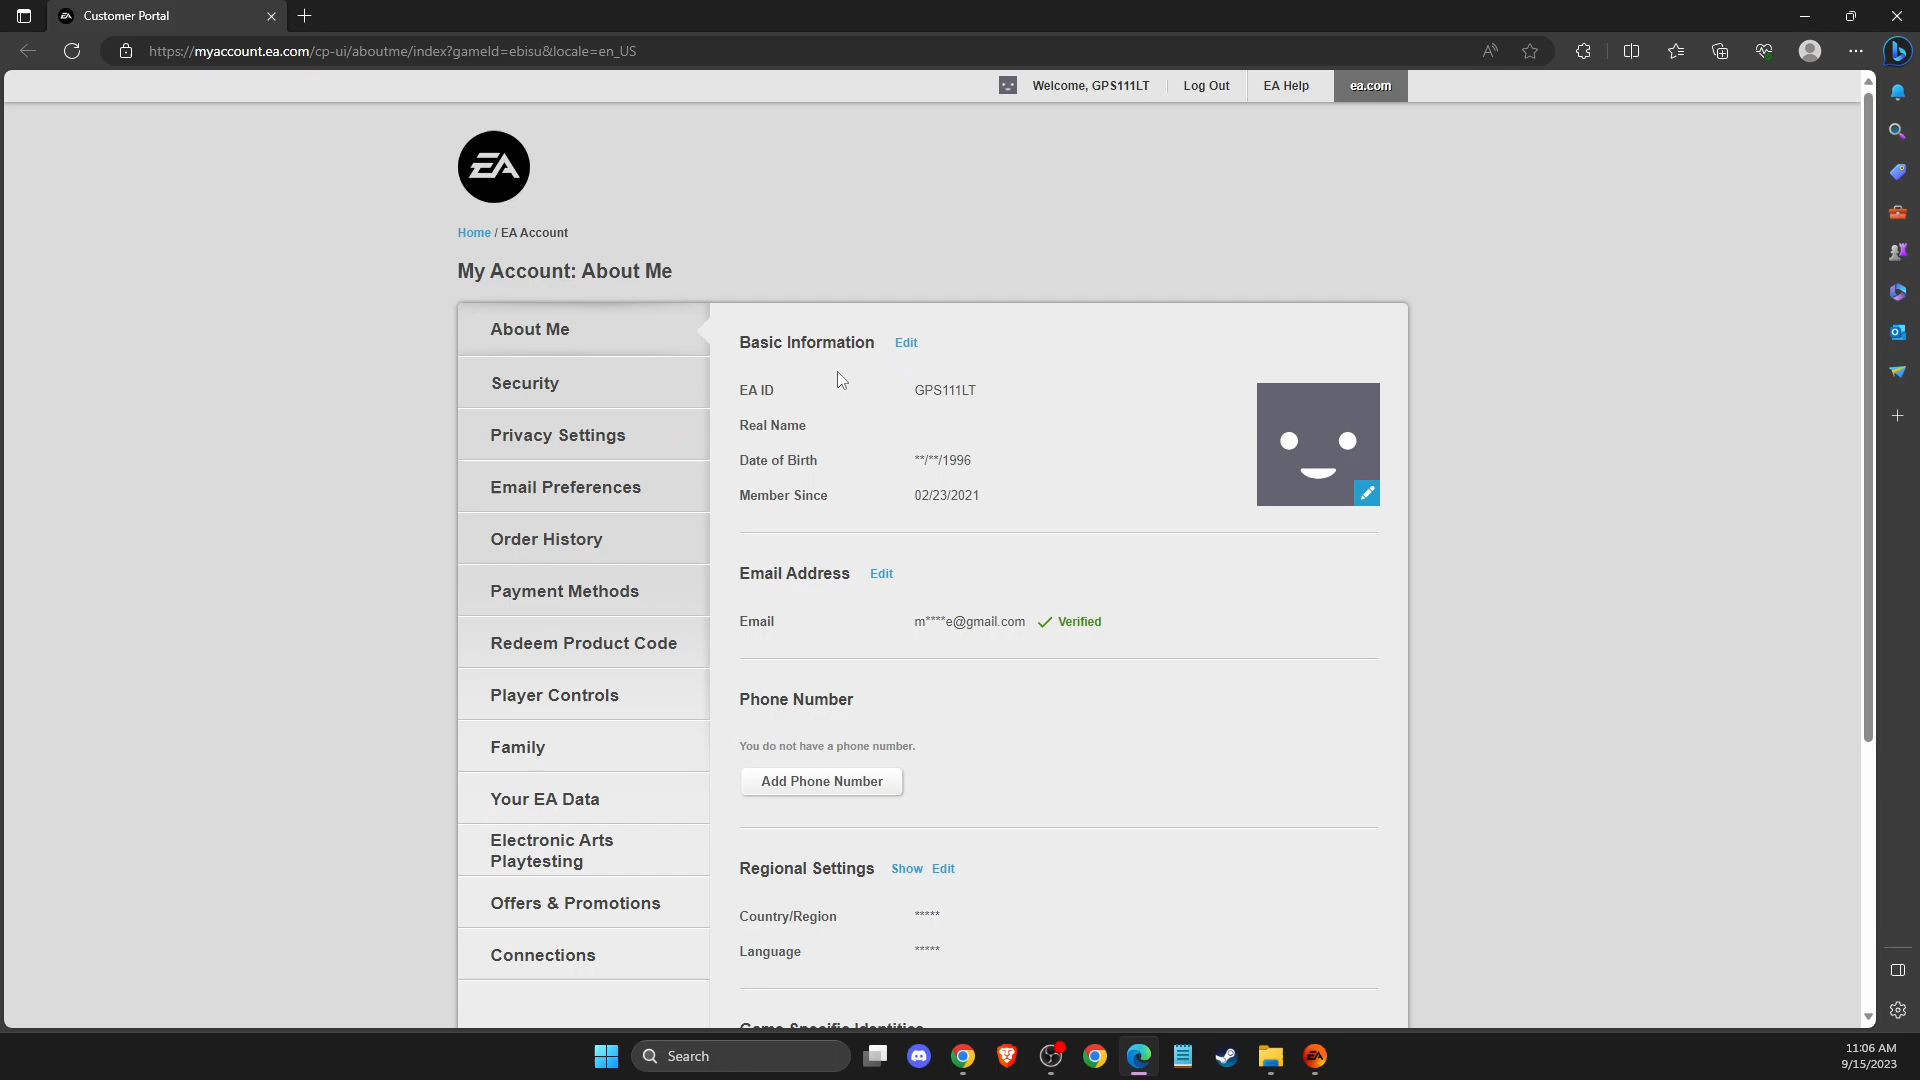 Customer Portal
https://myaccount.ea.com/cp-ui/aboutme/index?gameId=ebisu&locale=en_US
Welcome, GPS111LT
Log Out
EA Help
ea.com
EA
Home / EA Account
My Account: About Me
About Me
Security
Privacy Settings
Email Preferences
Order History
Payment Methods
Redeem Product Code
Player Controls
Family
Your EA Data
Electronic Arts
Playtesting
Offers & Promotions
Connections
Basic Information Edit
EA ID GPS111LT
Real Name
Date of Birth **/**/1996
Member Since 02/23/2021
Email Address Edit
Email m****e@gmail.com Verified
Phone Number
You do not have a phone number.
Add Phone Number
Regional Settings Show Edit
Country/Region *****
Language *****
Game Specific Identities
Search
11:06 AM
9/15/2023